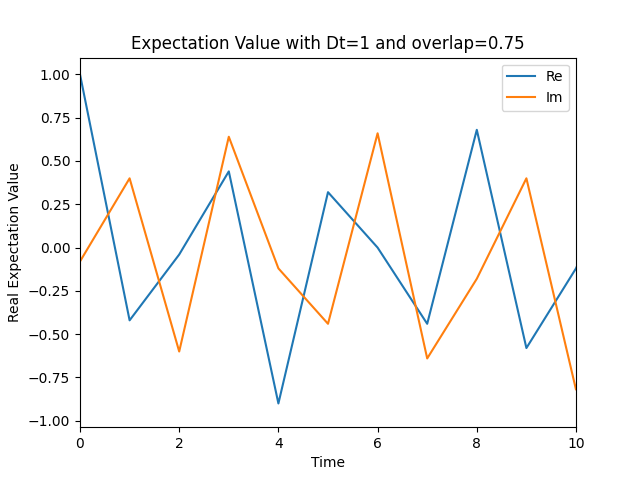 Expectation Value with Dt=1 and overlap=0.75
Re
Im
Real Expectation Value
1.00
0.75
0.50
0.25
0.00
−0.25
−0.50
−0.75
−1.00
0 2 4 6 8 10
Time